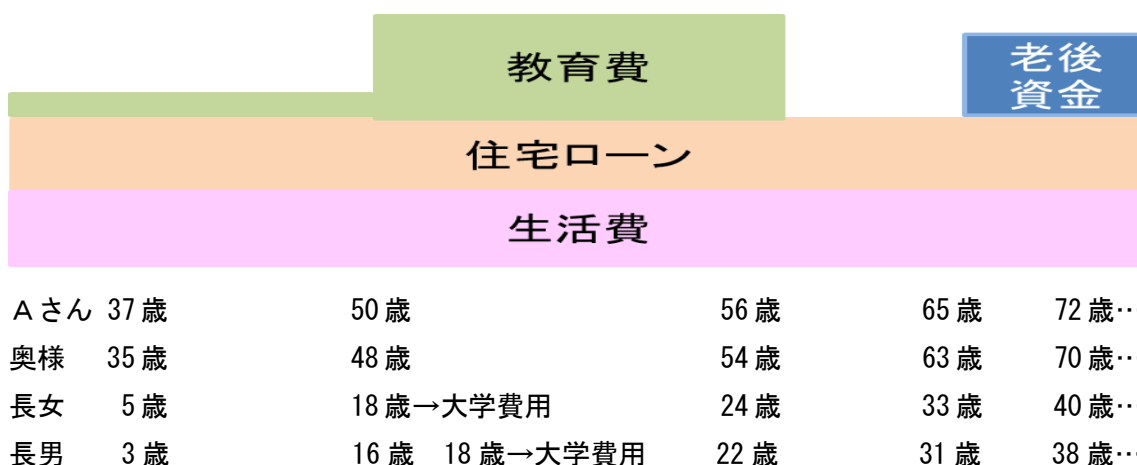 教育費
老後
資金
住宅ローン
生活費
Aさん 37歳 50歳 56歳 65歳 72歳…
奥様 35歳 48歳 54歳 63歳 70歳…
長女 5歳 18歳→大学費用 24歳 33歳 40歳…
長男 3歳 16歳 18歳→大学費用 22歳 31歳 38歳…